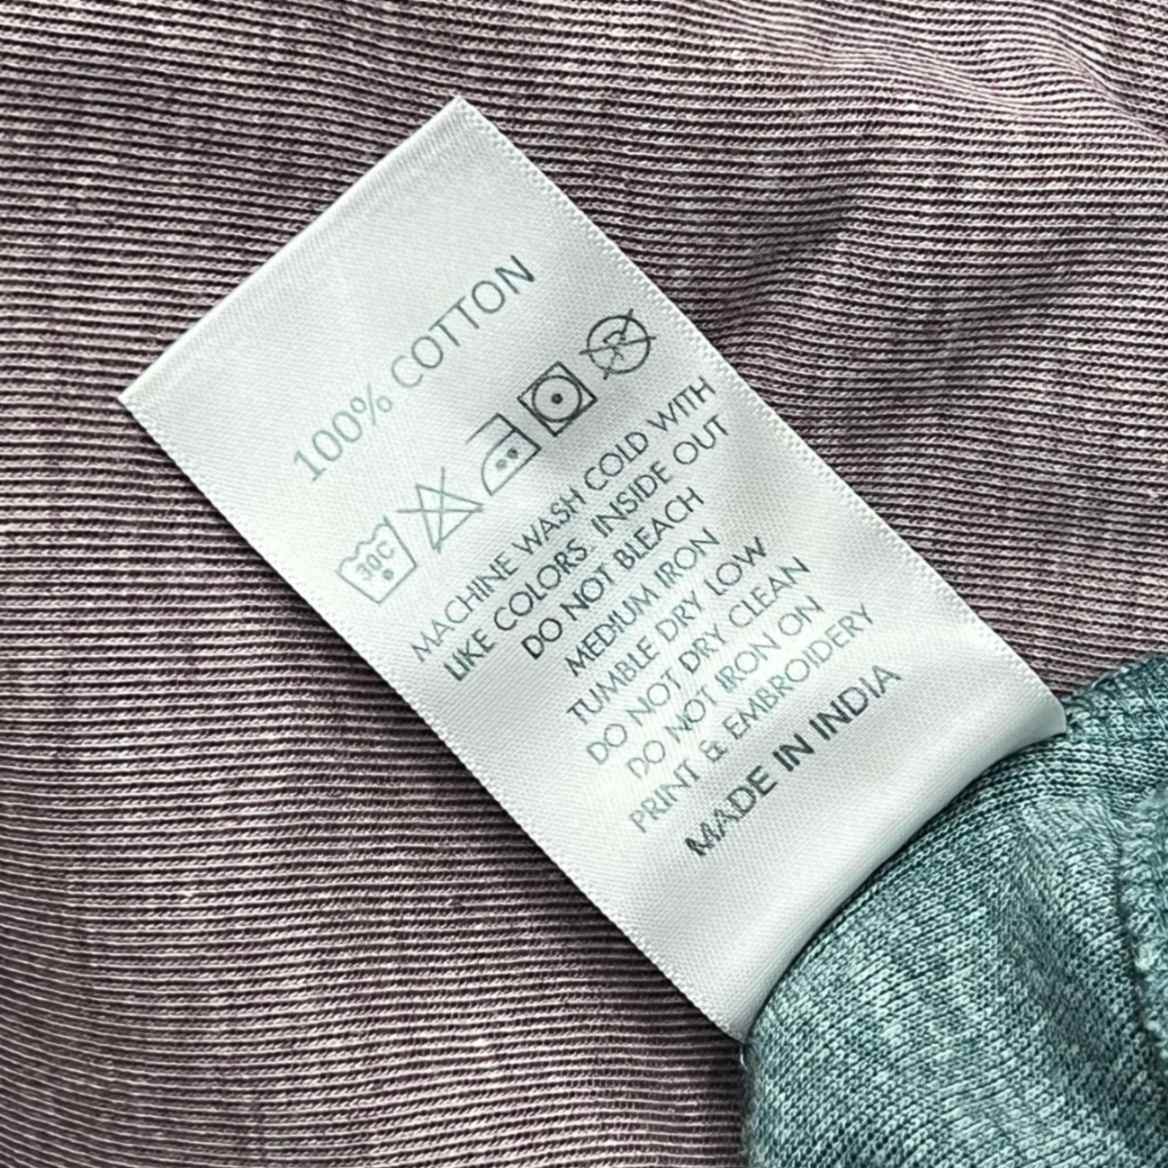 100% COTTON
30C
P
MACHINE WASH COLD WITH
LIKE COLORS. INSIDE OUT
DO NOT BLEACH
MEDIUM IRON
TUMBLE DRY LOW
DO NOT DRY CLEAN
DO NOT IRON ON
PRINT & EMBROIDERY
MADE IN INDIA